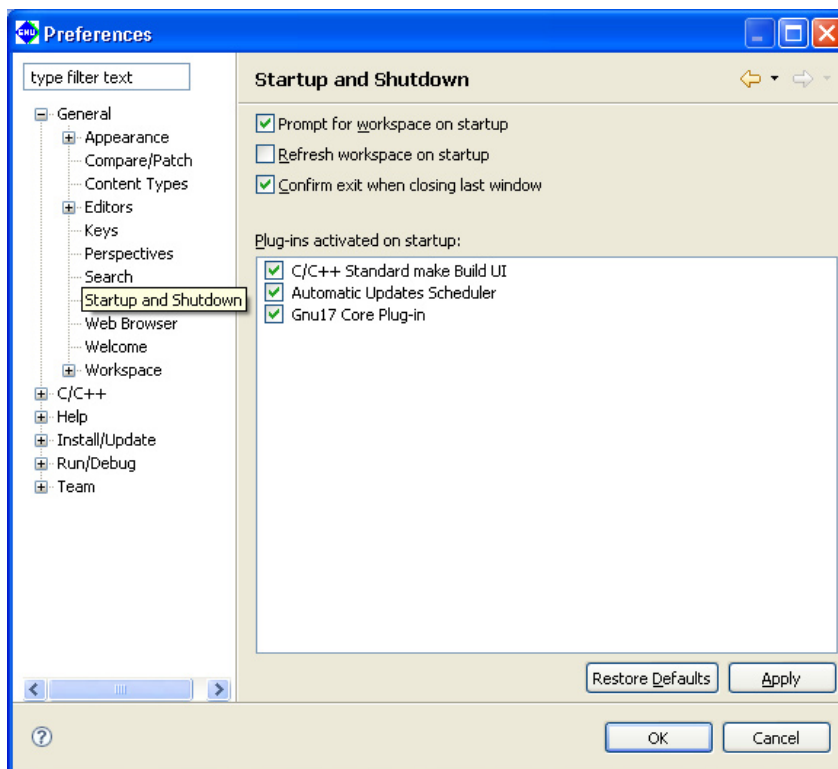 Preferences
type filter text
General
Appearance
Compare/Patch
Content Types
Editors
Keys
Perspectives
Search
Startup and Shutdown
Web Browser
Welcome
Workspace
C/C++
Help
Install/Update
Run/Debug
Team
Startup and Shutdown
Prompt for workspace on startup
Refresh workspace on startup
Confirm exit when closing last window
Plug-ins activated on startup:
C/C++ Standard make Build UI
Automatic Updates Scheduler
Gnu17 Core Plug-in
Restore Defaults
Apply
?
OK
Cancel
GNU